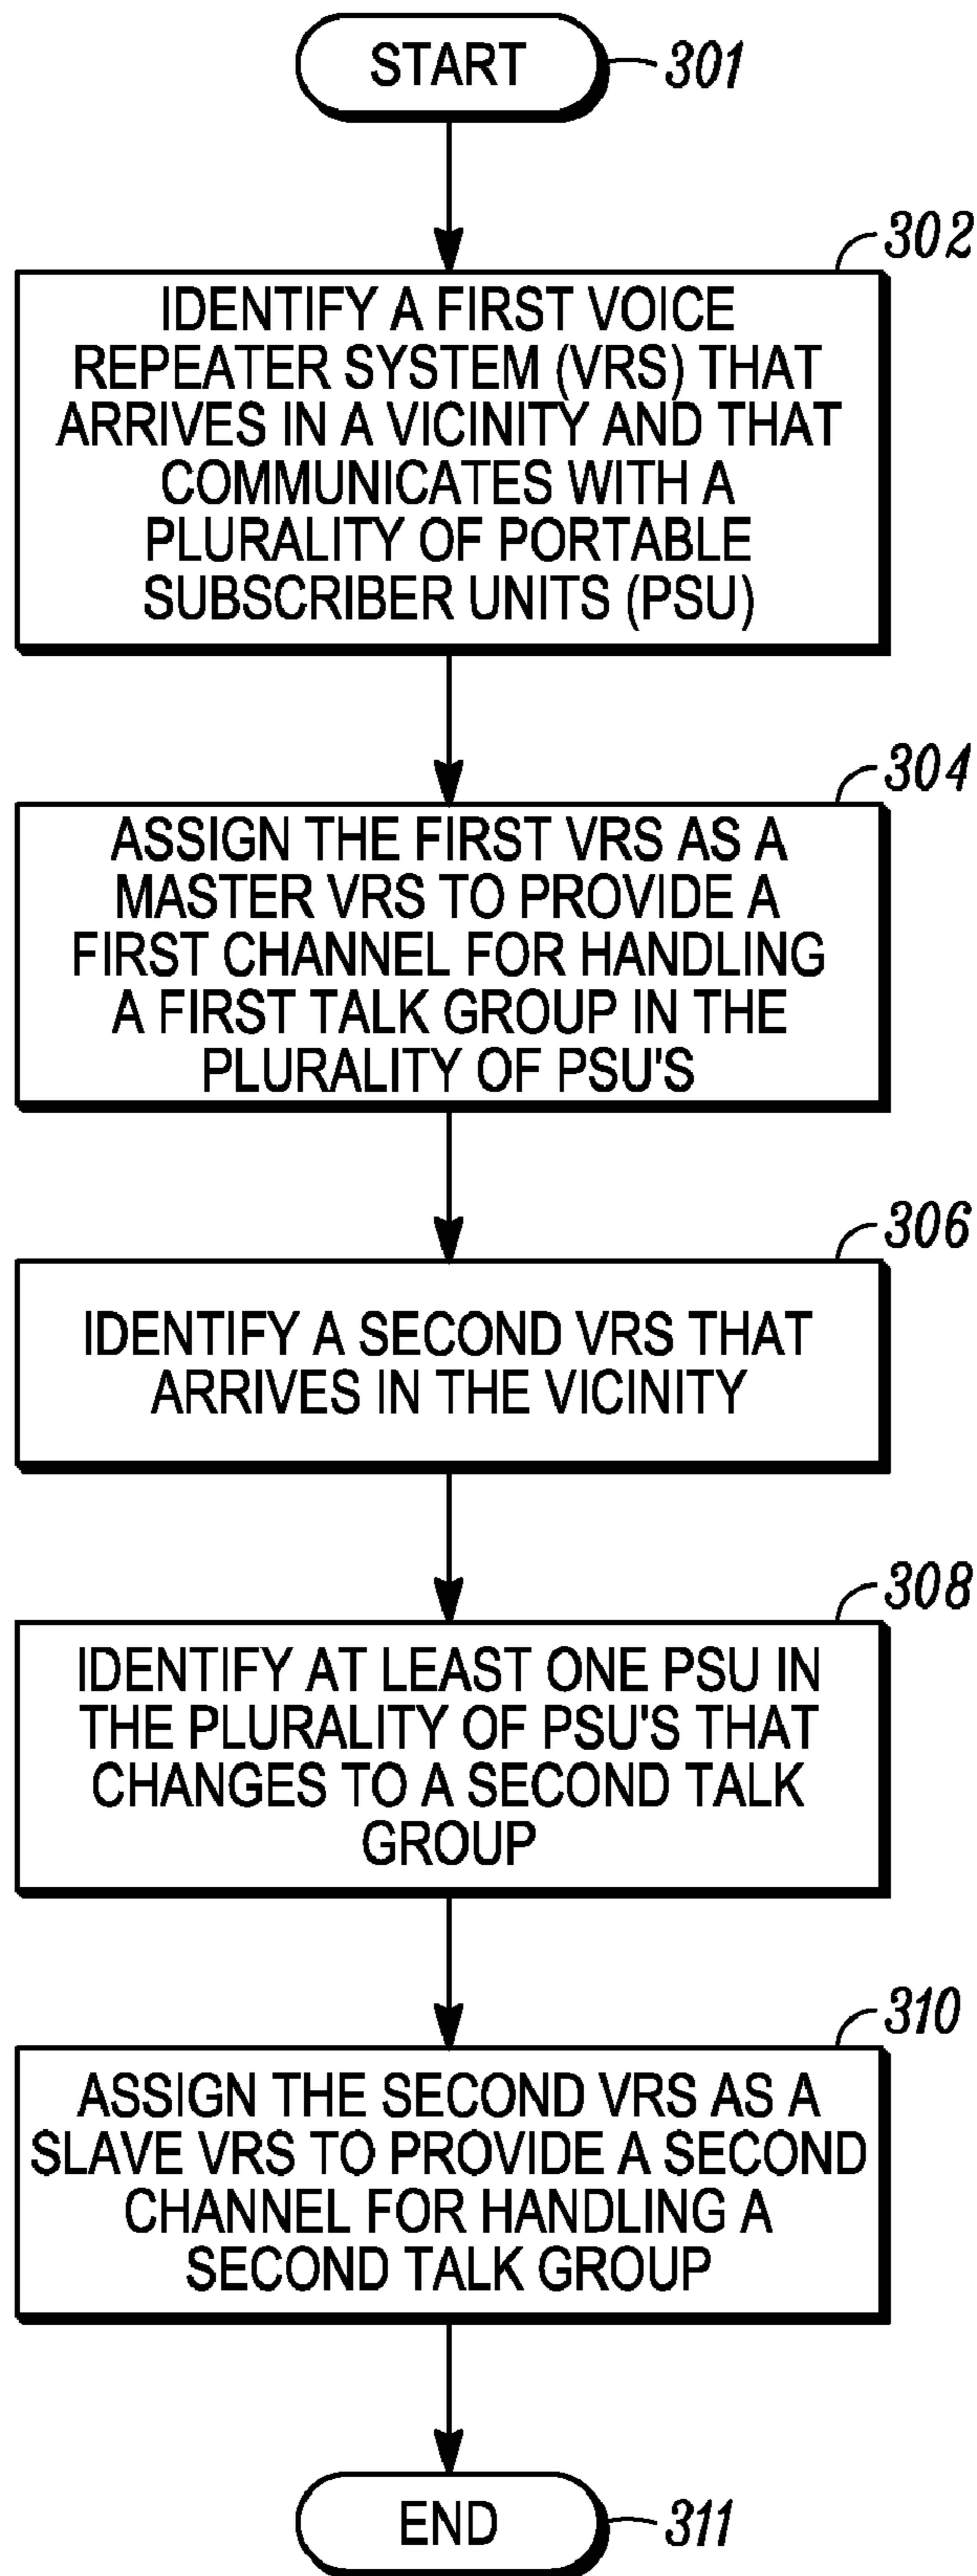 START
301
302
IDENTIFY A FIRST VOICE
REPEATER SYSTEM (VRS) THAT
ARRIVES IN A VICINITY AND THAT
COMMUNICATES WITH A
PLURALITY OF PORTABLE
SUBSCRIBER UNITS (PSU)
304
ASSIGN THE FIRST VRS AS A
MASTER VRS TO PROVIDE A
FIRST CHANNEL FOR HANDLING
A FIRST TALK GROUP IN THE
PLURALITY OF PSU'S
306
IDENTIFY A SECOND VRS THAT
ARRIVES IN THE VICINITY
308
IDENTIFY AT LEAST ONE PSU IN
THE PLURALITY OF PSU'S THAT
CHANGES TO A SECOND TALK
GROUP
310
ASSIGN THE SECOND VRS AS A
SLAVE VRS TO PROVIDE A SECOND
CHANNEL FOR HANDLING A
SECOND TALK GROUP
END
311